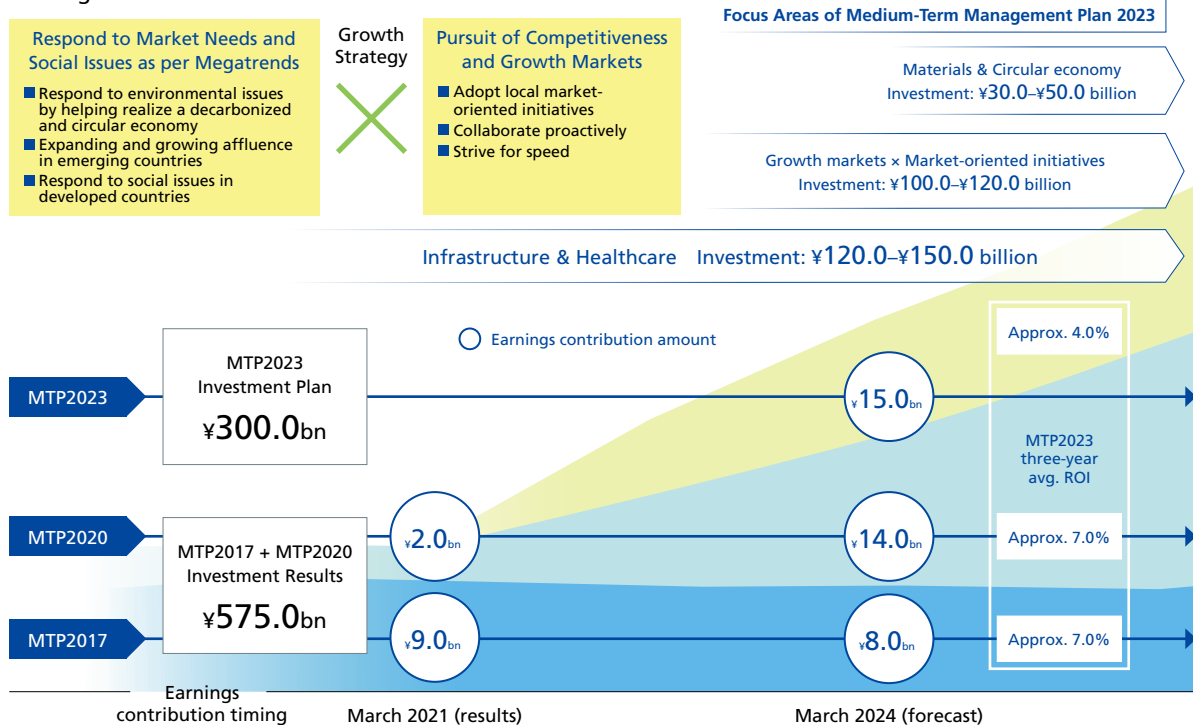 Respond to Market Needs and
Social Issues as per Megatrends
Respond to environmental issues
by helping realize a decarbonized
and circular economy
Expanding and growing affluence
in emerging countries
Respond to social issues in
developed countries
Growth
Strategy
Pursuit of Competitiveness
and Growth Markets
Adopt local market-
oriented initiatives
Collaborate proactively
Strive for speed
Focus Areas of Medium-Term Management Plan 2023
Materials & Circular economy
Investment: ¥30.0–¥50.0 billion
Growth markets × Market-oriented initiatives
Investment: ¥100.0–¥120.0 billion
Infrastructure & Healthcare Investment: ¥120.0–¥150.0 billion
Earnings contribution amount
MTP2023
MTP2023
Investment Plan
¥300.0bn
¥15.0bn
Approx. 4.0%
MTP2023
three-year
avg. ROI
MTP2020
MTP2017 + MTP2020
Investment Results
¥575.0bn
¥2.0bn
¥14.0bn
Approx. 7.0%
MTP2017
¥9.0bn
¥8.0bn
Approx. 7.0%
Earnings
contribution timing
March 2021 (results)
March 2024 (forecast)